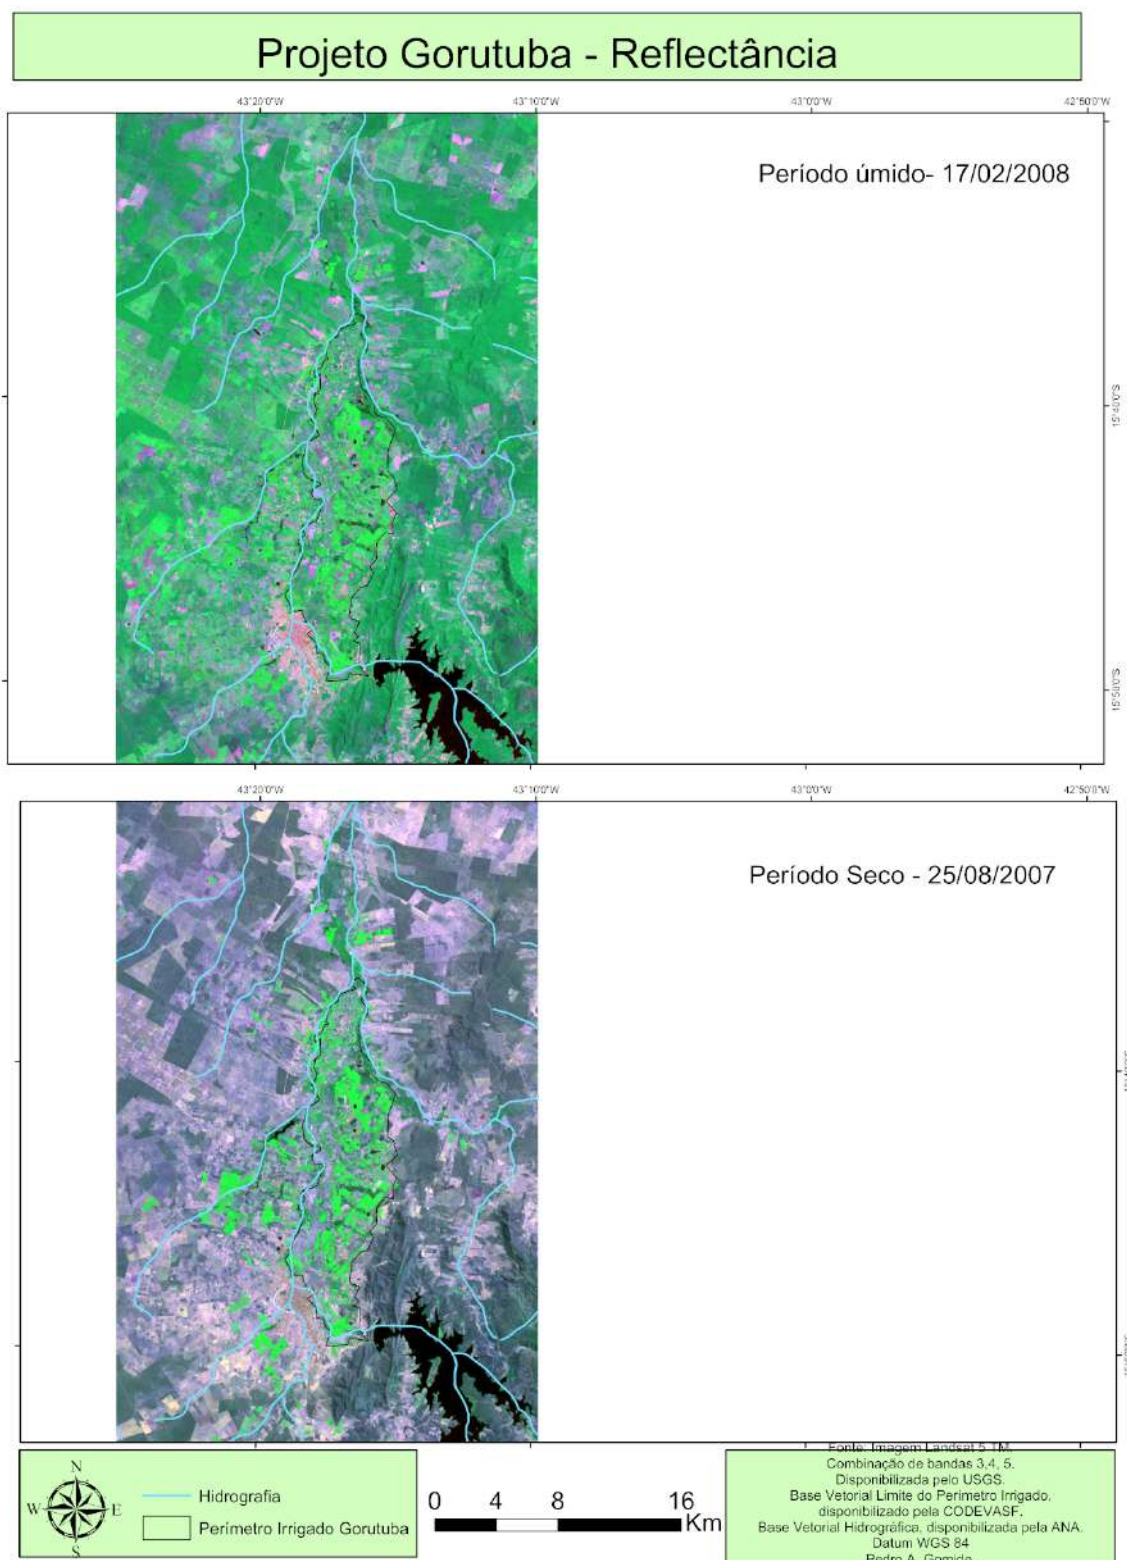 Projeto Gorutuba - Reflectância
43°20'0"W 43°10'0"W 43°0'0"W 42°50'0"W
Período úmido- 17/02/2008
15°40'0"S
15°50'0"S
43°20'0"W 43°10'0"W 43°0'0"W 42°50'0"W
Período Seco - 25/08/2007
N
W E
S
Hidrografia
Perímetro Irrigado Gorutuba
0 4 8 16
Km
Fonte: Imagem Landsat 5 TM.
Combinação de bandas 3,4, 5.
Disponibilizada pelo USGS.
Base Vetorial Limite do Perímetro Irrigado,
disponibilizado pela CODEVASF.
Base Vetorial Hidrográfica, disponibilizada pela ANA.
Datum WGS 84
Pedro A. Gomide